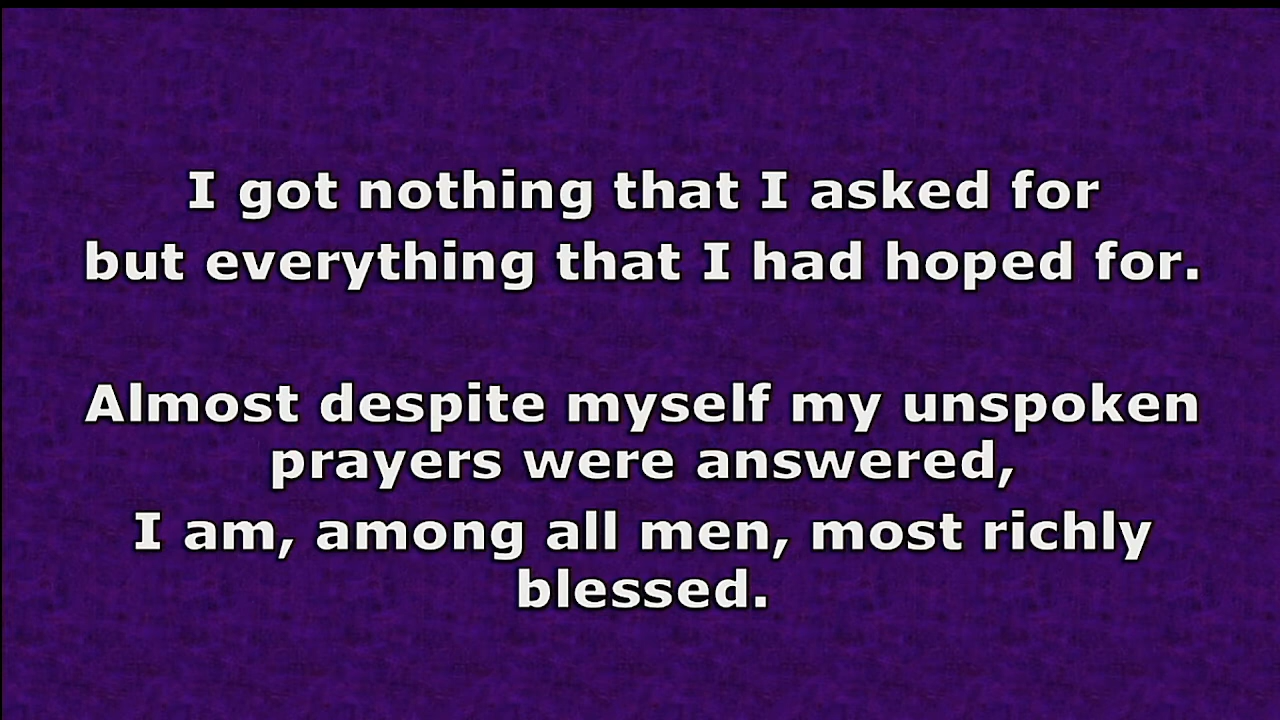 I got nothing that I asked for
but everything that I had hoped for.
Almost despite myself my unspoken
prayers were answered,
I am, among all men, most richly
blessed.